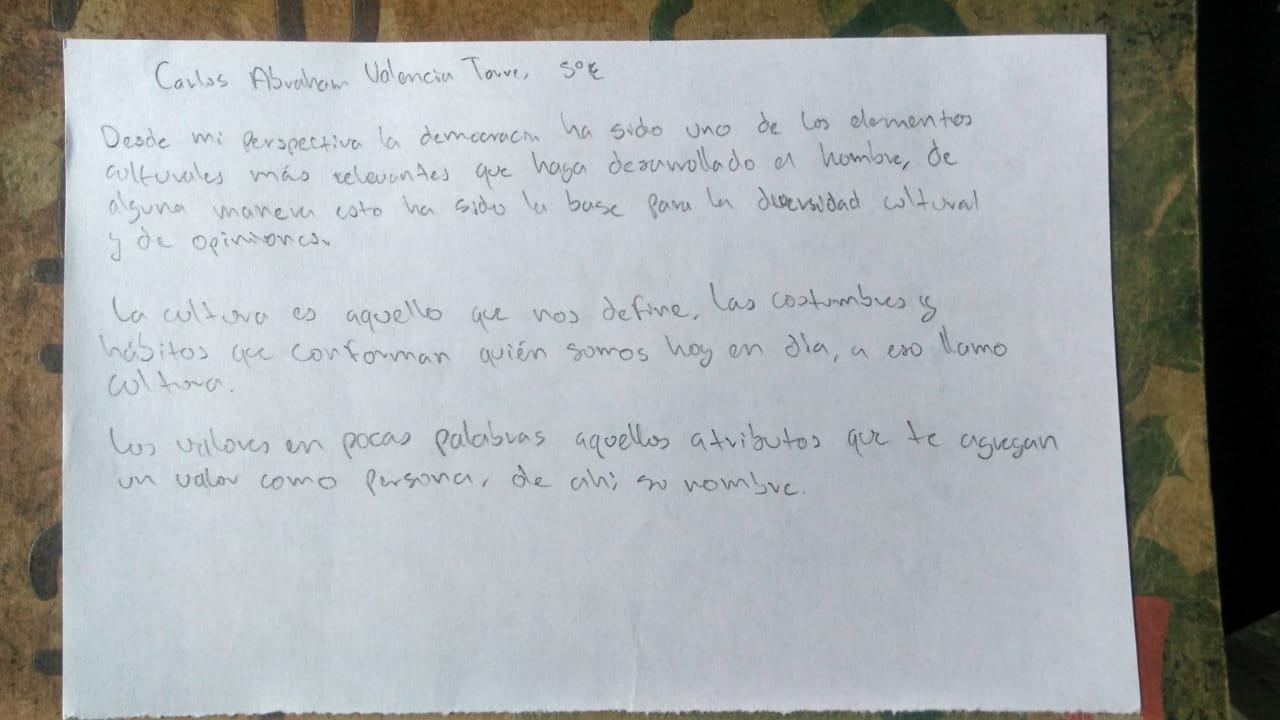 Carlos Abraham Valencia Torre, 5°E
Desde mi perspectiva la democracia ha sido uno de los elementos
culturales más relevantes que haya desarrollado el hombre, de
alguna manera esto ha sido la base para la diversidad cultural
y de opiniones.
La cultura es aquello que nos define, las costumbres y
hábitos que conforman quién somos hoy en día, a eso llamo
cultura.
Los valores en pocas palabras aquellos atributos que te agregan
un valor como persona, de ahí su nombre.